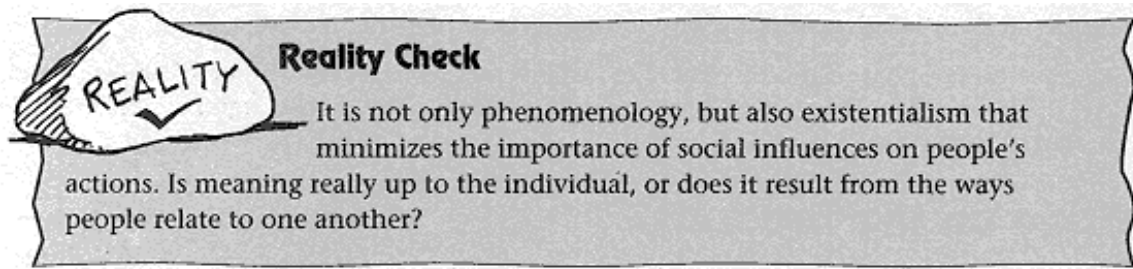 REALITY
Reality Check
It is not only phenomenology, but also existentialism that
minimizes the importance of social influences on people's
actions. Is meaning really up to the individual, or does it result from the ways
people relate to one another?